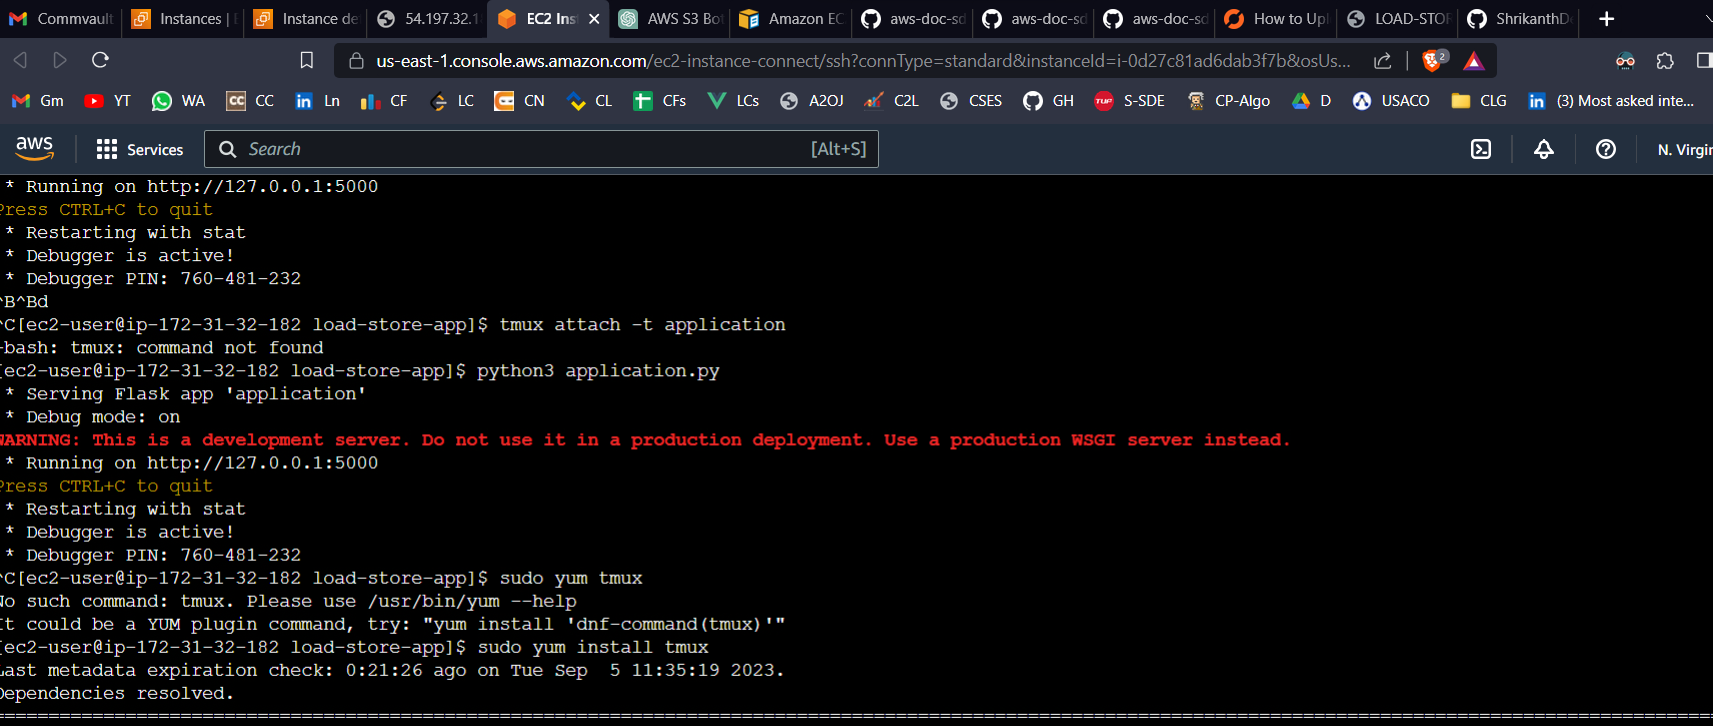 Commvault
Instances |
Instance de
54.197.32.1
EC2 Ins
AWS S3 Bo
Amazon EC
aws-doc-sd
aws-doc-sd
aws-doc-sd
How to Upl
LOAD-STOR
ShrikanthD
us-east-1.console.aws.amazon.com/ec2-instance-connect/ssh?connType=standard&instanceId=i-0d27c81ad6dab3f7b&osUs...
2
Gm YT WA CC CC Ln CF LC CN CL CFs LCs A2OJ C2L CSES GH TUF S-SDE CP-Algo D USACO CLG (3) Most asked inte...
aws Services Search [Alt+S] N. Virgin
* Running on http://127.0.0.1:5000
Press CTRL+C to quit
* Restarting with stat
* Debugger is active!
* Debugger PIN: 760-481-232
^B^Bd
^C[ec2-user@ip-172-31-32-182 load-store-app]$ tmux attach -t application
-bash: tmux: command not found
[ec2-user@ip-172-31-32-182 load-store-app]$ python3 application.py
* Serving Flask app 'application'
* Debug mode: on
WARNING: This is a development server. Do not use it in a production deployment. Use a production WSGI server instead.
* Running on http://127.0.0.1:5000
Press CTRL+C to quit
* Restarting with stat
* Debugger is active!
* Debugger PIN: 760-481-232
^C[ec2-user@ip-172-31-32-182 load-store-app]$ sudo yum tmux
No such command: tmux. Please use /usr/bin/yum --help
It could be a YUM plugin command, try: "yum install 'dnf-command(tmux)'"
[ec2-user@ip-172-31-32-182 load-store-app]$ sudo yum install tmux
Last metadata expiration check: 0:21:26 ago on Tue Sep  5 11:35:19 2023.
Dependencies resolved.